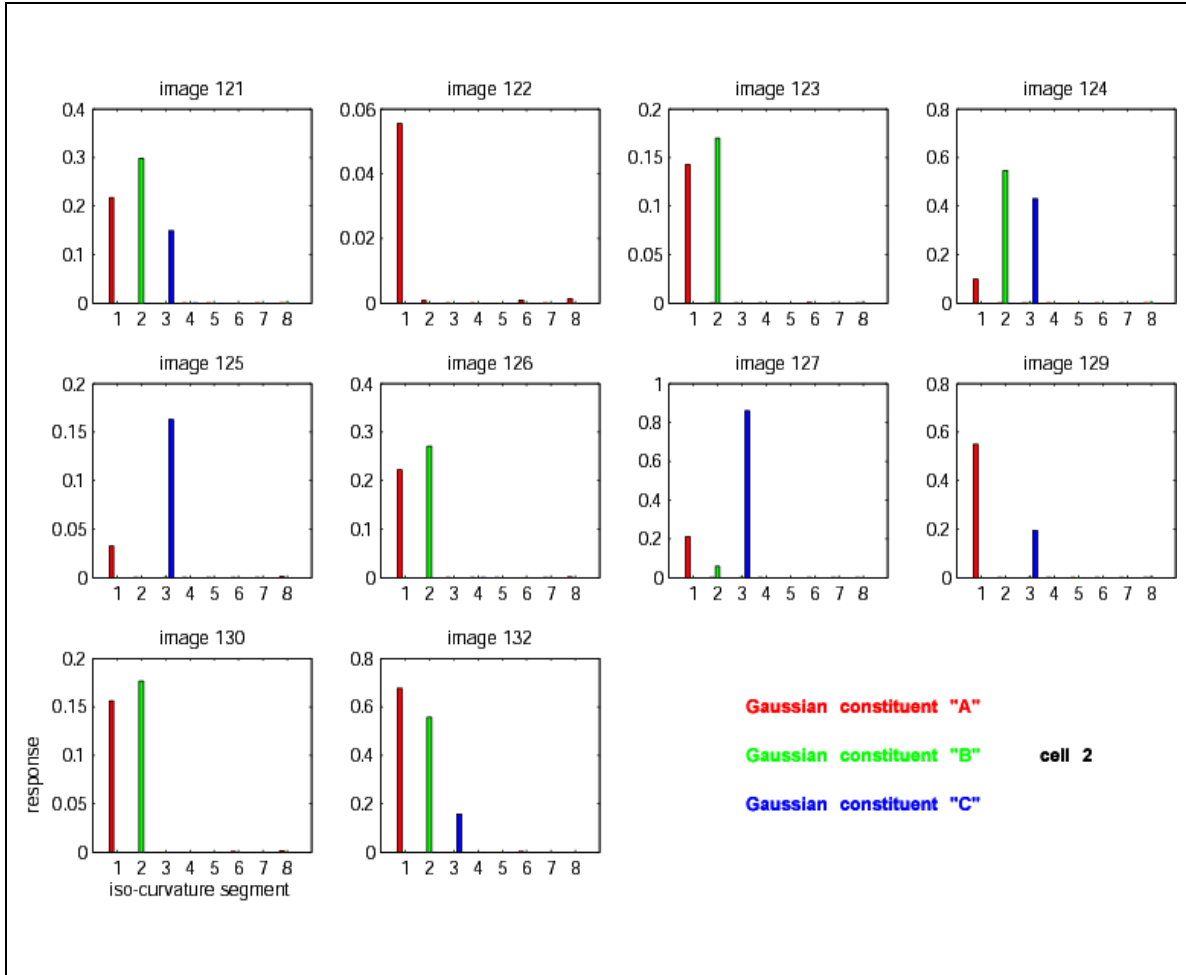 image 121
0.4
0.3
0.2
0.1
0
1 2 3 4 5 6 7 8
image 122
0.06
0.04
0.02
0
1 2 3 4 5 6 7 8
image 123
0.2
0.15
0.1
0.05
0
1 2 3 4 5 6 7 8
image 124
0.8
0.6
0.4
0.2
0
1 2 3 4 5 6 7 8
image 125
0.2
0.15
0.1
0.05
0
1 2 3 4 5 6 7 8
image 126
0.4
0.3
0.2
0.1
0
1 2 3 4 5 6 7 8
image 127
1
0.8
0.6
0.4
0.2
0
1 2 3 4 5 6 7 8
image 129
0.8
0.6
0.4
0.2
0
1 2 3 4 5 6 7 8
image 130
0.2
0.15
0.1
0.05
0
response
1 2 3 4 5 6 7 8
iso-curvature segment
image 132
0.8
0.6
0.4
0.2
0
1 2 3 4 5 6 7 8
Gaussian constituent "A"
Gaussian constituent "B" cell 2
Gaussian constituent "C"